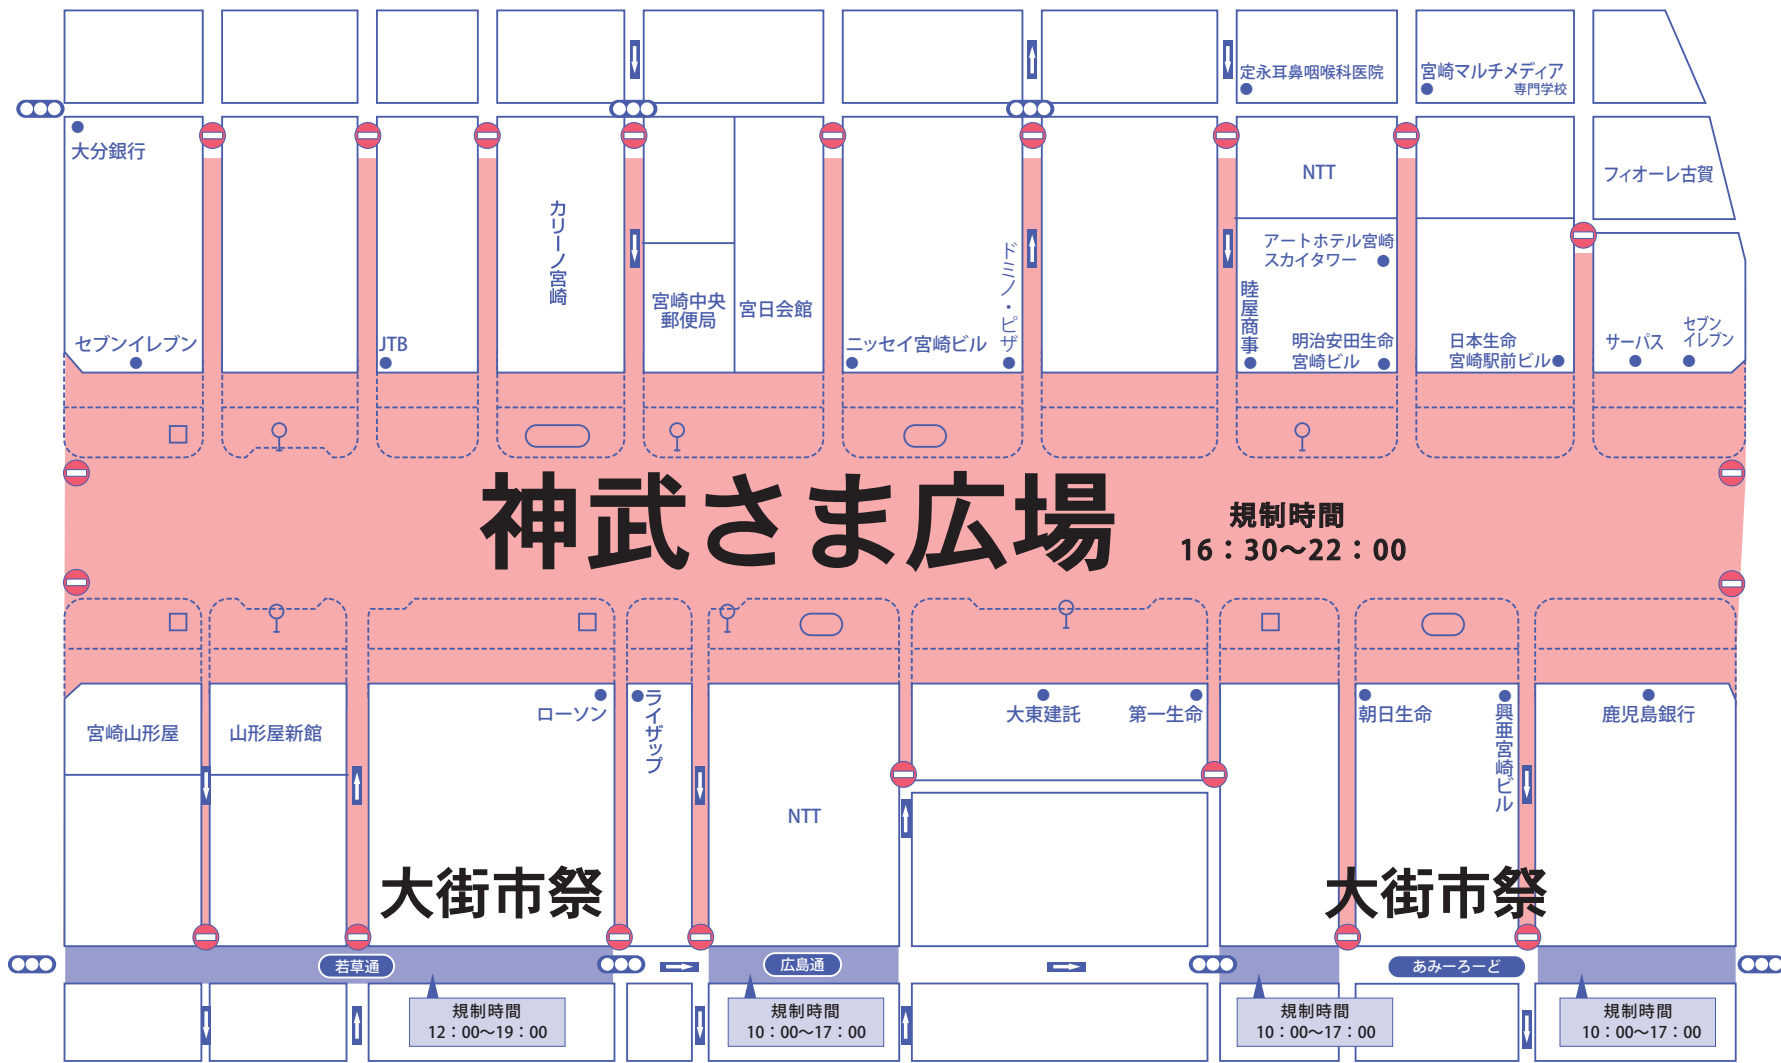 定永耳鼻咽喉科医院
宮崎マルチメディア
専門学校
大分銀行
NTT
フィオーレ古賀
カリーノ宮崎
アートホテル宮崎
スカイタワー
ドミノ・ピザ
宮崎中央
郵便局
宮日会館
睦屋商事
セブンイレブン
JTB
ニッセイ宮崎ビル
明治安田生命
宮崎ビル
日本生命
宮崎駅前ビル
サーパス
セブン
イレブン
神武さま広場
規制時間
16：30〜22：00
宮崎山形屋
山形屋新館
ローソン
ライザップ
大東建託
第一生命
朝日生命
興亜宮崎ビル
鹿児島銀行
NTT
大街市祭
大街市祭
若草通
広島通
あみーろーど
規制時間
12：00〜19：00
規制時間
10：00〜17：00
規制時間
10：00〜17：00
規制時間
10：00〜17：00